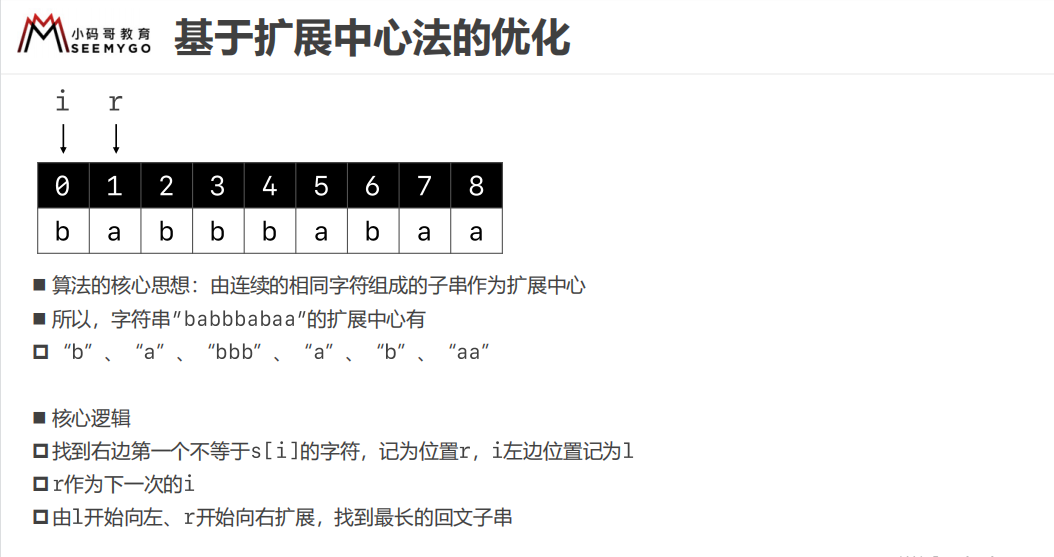 小码哥教育
SEEMYGO
基于扩展中心法的优化
i r
0 1 2 3 4 5 6 7 8
b a b b b a b a a
■ 算法的核心思想：由连续的相同字符组成的子串作为扩展中心
■ 所以，字符串“babbbabaa”的扩展中心有
“b”、“a”、“bbb”、“a”、“b”、“aa”
■ 核心逻辑
找到右边第一个不等于s[i]的字符，记为位置r，i左边位置记为l
r作为下一次的i
由l开始向左、r开始向右扩展，找到最长的回文子串